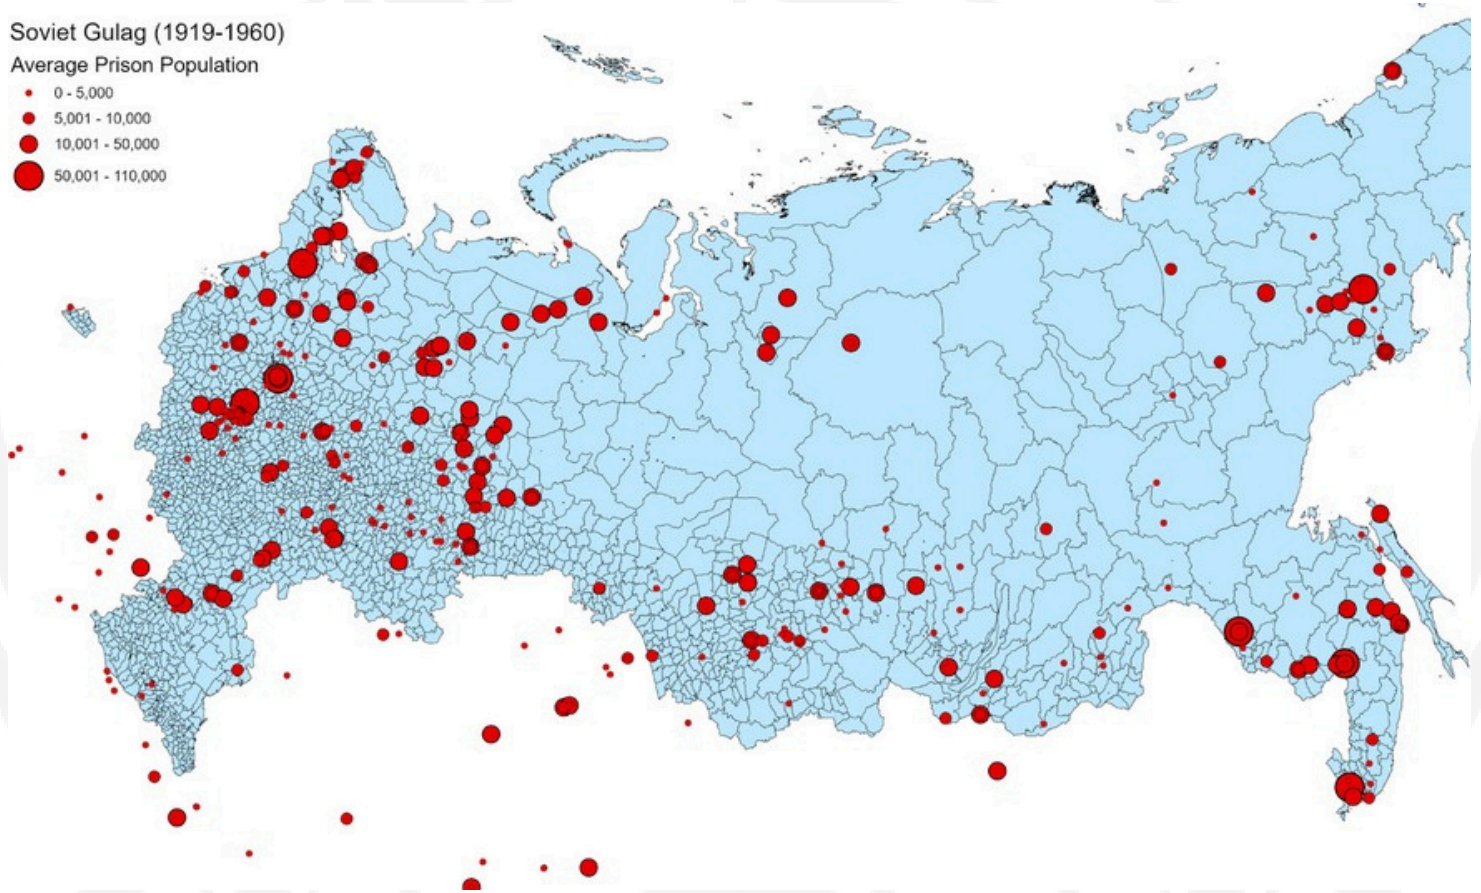 Soviet Gulag (1919-1960)
Average Prison Population
0 - 5,000
5,001 - 10,000
10,001 - 50,000
50,001 - 110,000